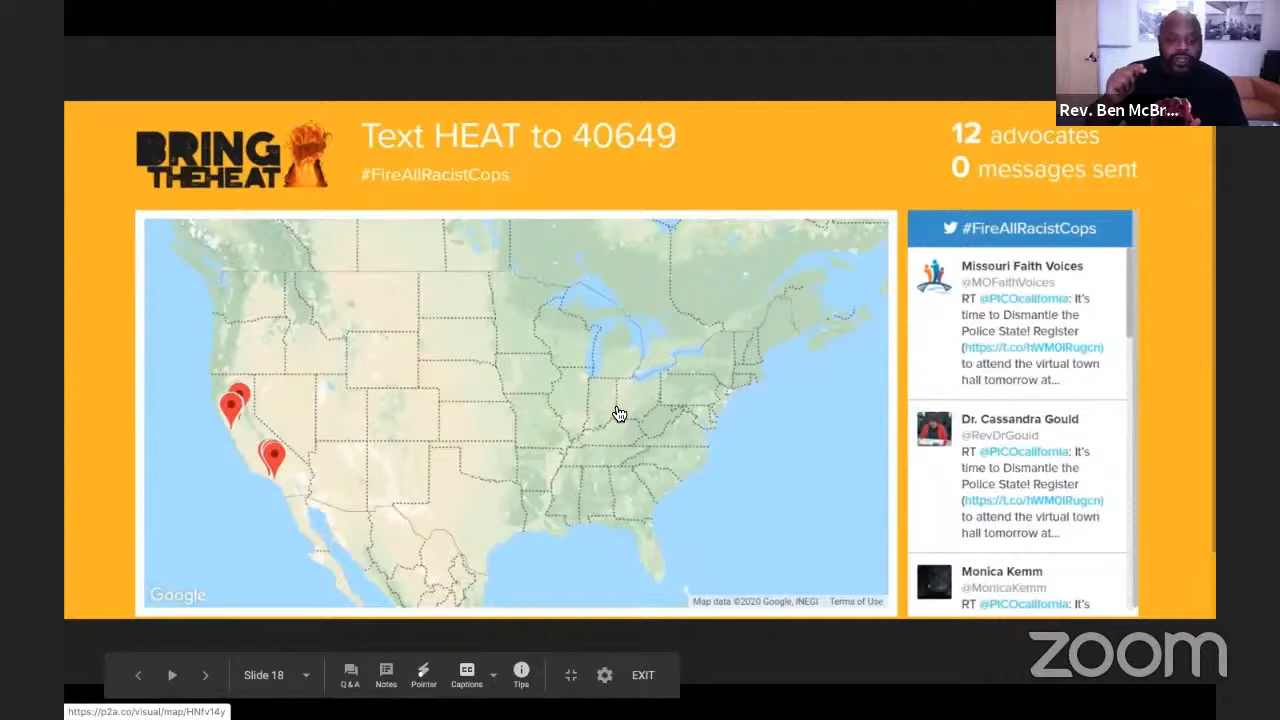 Rev. Ben McBr...
BRING
THEHEAT
Text HEAT to 40649
#FireAllRacistCops
12 advocates
0 messages sent
#FireAllRacistCops
Missouri Faith Voices
@MOFaithVoices
RT @PICOcalifornia: It's
time to Dismantle the
Police State! Register
(https://t.co/hWM0lRugcn)
to attend the virtual town
hall tomorrow at...
Dr. Cassandra Gould
@RevDrGould
RT @PICOcalifornia: It's
time to Dismantle the
Police State! Register
(https://t.co/hWM0lRugcn)
to attend the virtual town
hall tomorrow at...
Monica Kemm
@MonicaKemm
RT @PICOcalifornia: It's
Google
Map data ©2020 Google, INEGI Terms of Use
zoom
Slide 18
Q & A
Notes
Pointer
Captions
Tips
EXIT
https://p2a.co/visual/map/HNfv14y